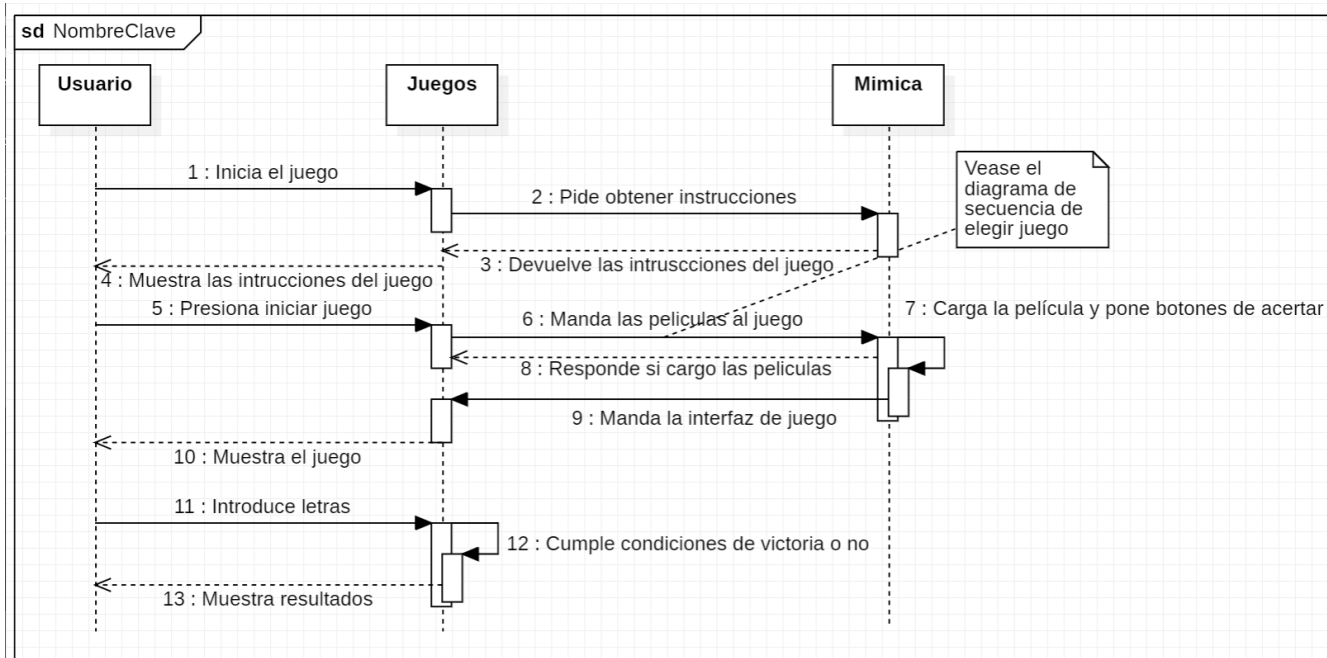 sd NombreClave
Usuario
Juegos
Mimica
1 : Inicia el juego
2 : Pide obtener instrucciones
Vease el
diagrama de
secuencia de
elegir juego
3 : Devuelve las intruscciones del juego
4 : Muestra las intrucciones del juego
5 : Presiona iniciar juego
6 : Manda las peliculas al juego
7 : Carga la película y pone botones de acertar
8 : Responde si cargo las peliculas
9 : Manda la interfaz de juego
10 : Muestra el juego
11 : Introduce letras
12 : Cumple condiciones de victoria o no
13 : Muestra resultados